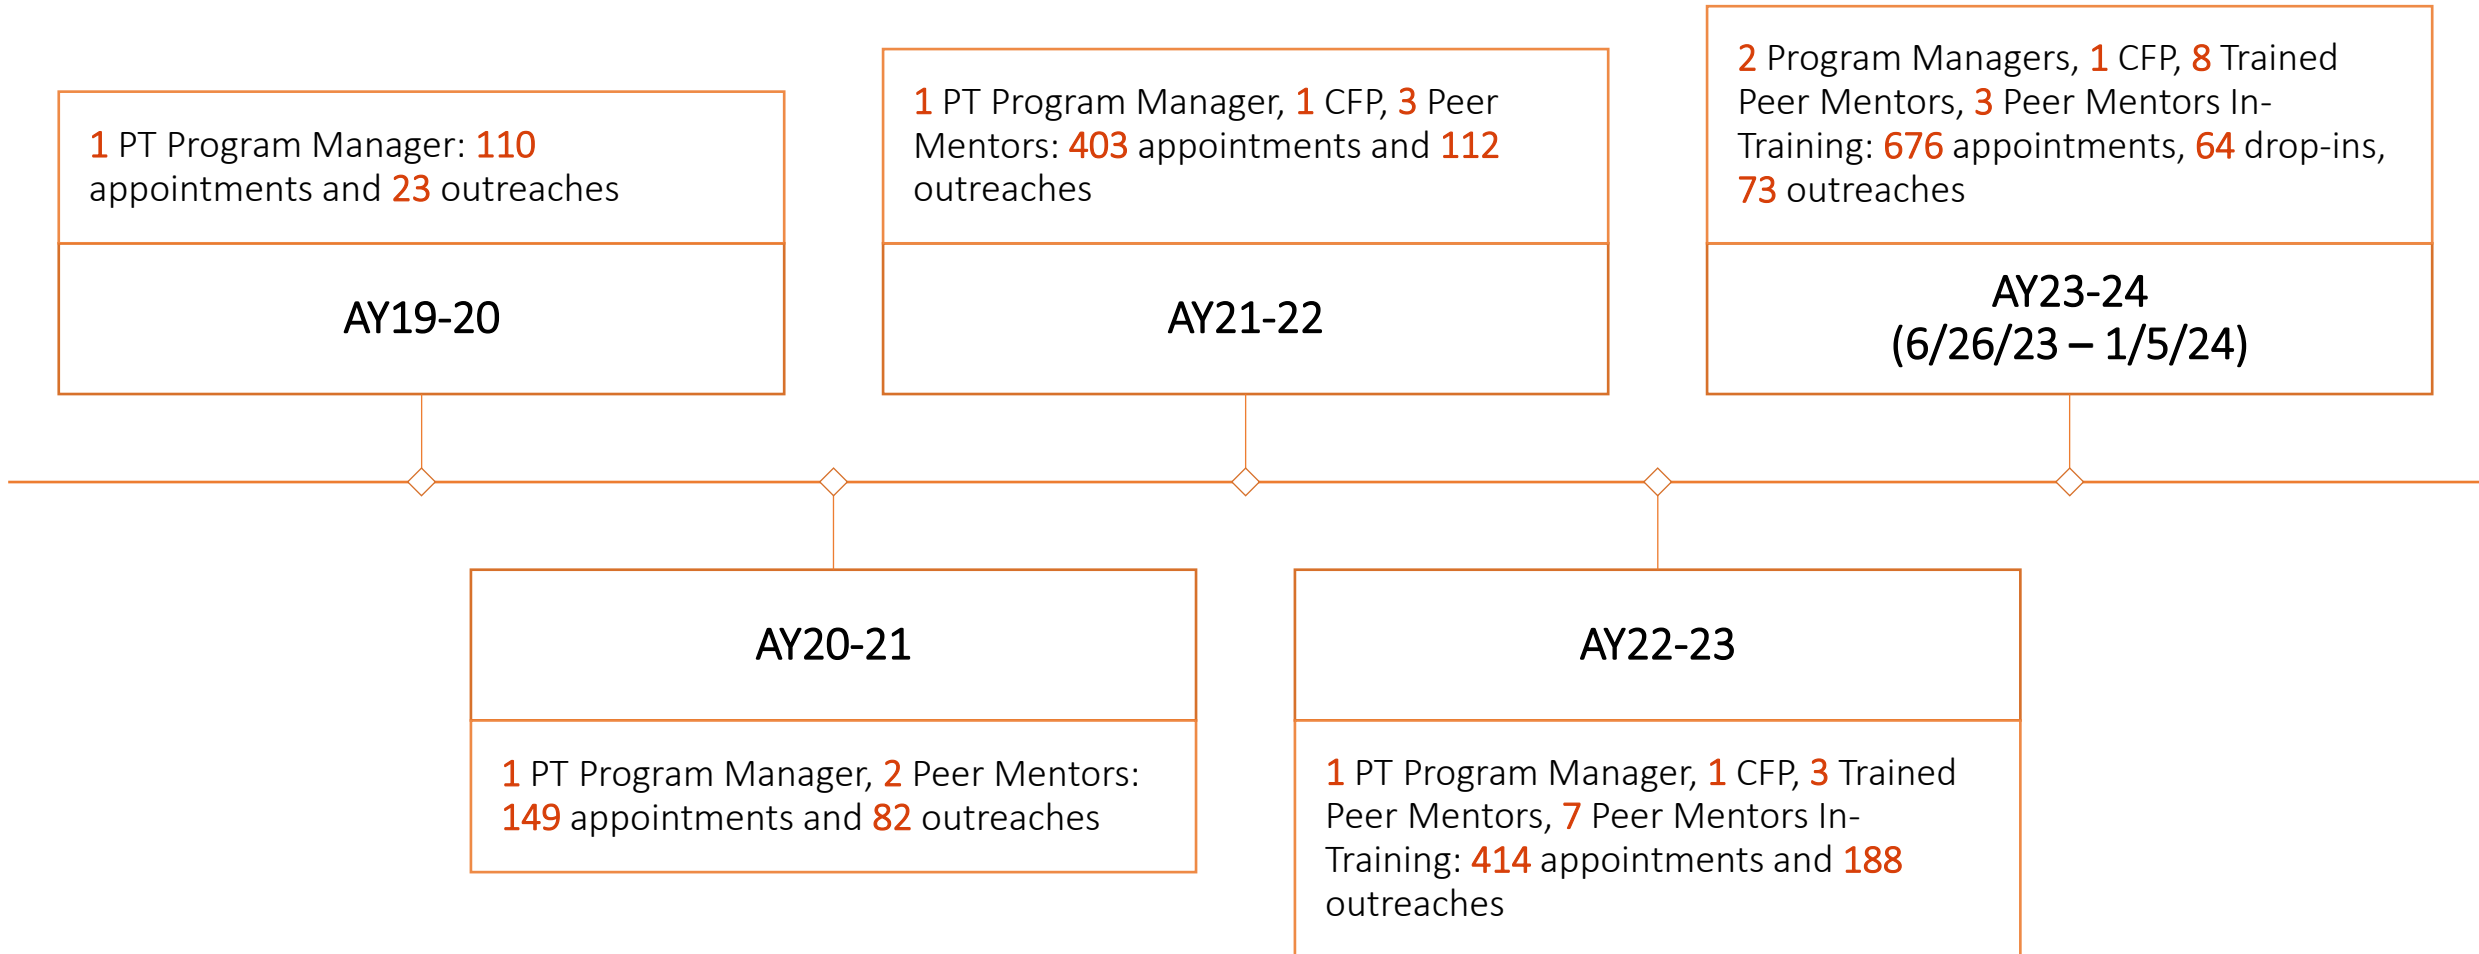 1 PT Program Manager: 110
appointments and 23 outreaches
AY19-20
AY20-21
1 PT Program Manager, 2 Peer Mentors:
149 appointments and 82 outreaches
1 PT Program Manager, 1 CFP, 3 Peer
Mentors: 403 appointments and 112
outreaches
AY21-22
AY22-23
1 PT Program Manager, 1 CFP, 3 Trained
Peer Mentors, 7 Peer Mentors In-
Training: 414 appointments and 188
outreaches
2 Program Managers, 1 CFP, 8 Trained
Peer Mentors, 3 Peer Mentors In-
Training: 676 appointments, 64 drop-ins,
73 outreaches
AY23-24
(6/26/23 – 1/5/24)